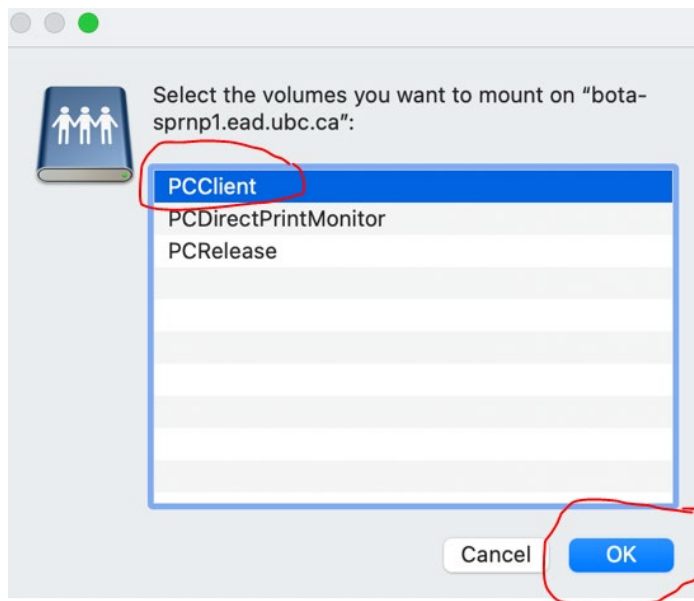 Select the volumes you want to mount on “bota-
sprnp1.ead.ubc.ca”:
PCClient
PCDirectPrintMonitor
PCRelease
Cancel
OK